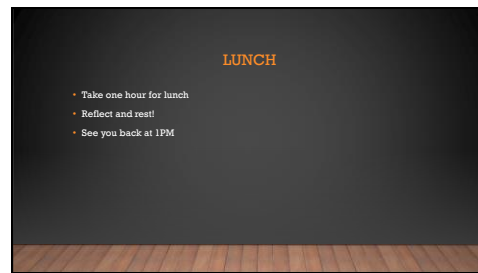 LUNCH
• Take one hour for lunch
• Reflect and rest!
• See you back at 1PM